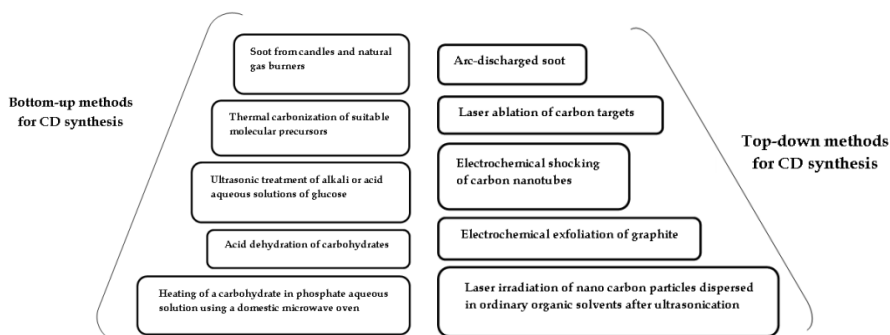 Bottom-up methods
for CD synthesis
Soot from candles and natural
gas burners
Thermal carbonization of suitable
molecular precursors
Ultrasonic treatment of alkali or acid
aqueous solutions of glucose
Acid dehydration of carbohydrates
Heating of a carbohydrate in phosphate aqueous
solution using a domestic microwave oven
Arc-discharged soot
Laser ablation of carbon targets
Electrochemical shocking
of carbon nanotubes
Electrochemical exfoliation of graphite
Laser irradiation of nano carbon particles dispersed
in ordinary organic solvents after ultrasonication
Top-down methods
for CD synthesis